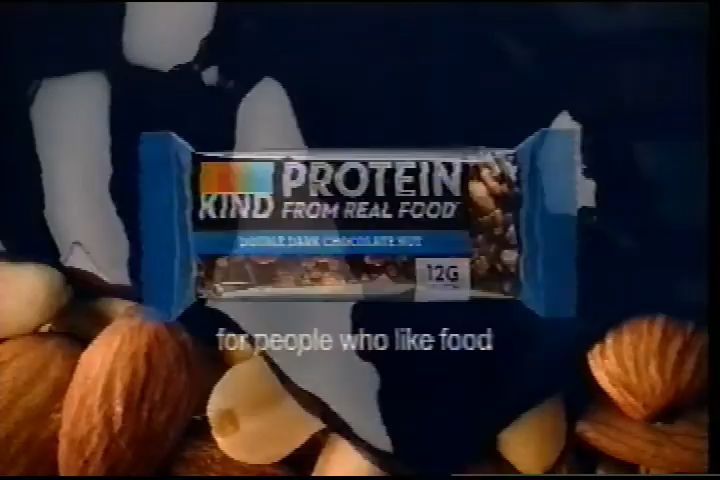 PROTEIN
KIND FROM REAL FOOD
DOUBLE DARK CHOCOLATE NUT
12G
for people who like food